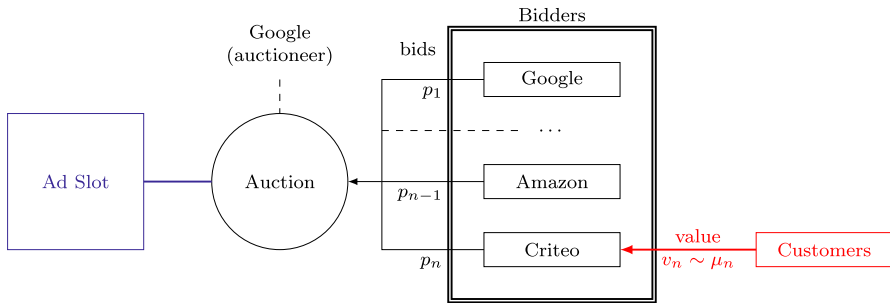 Bidders
Google
(auctioneer)
bids
Google
p₁
...
Ad Slot
Auction
pₙ₋₁
Amazon
pₙ
Criteo
value
vₙ ∼ μₙ
Customers